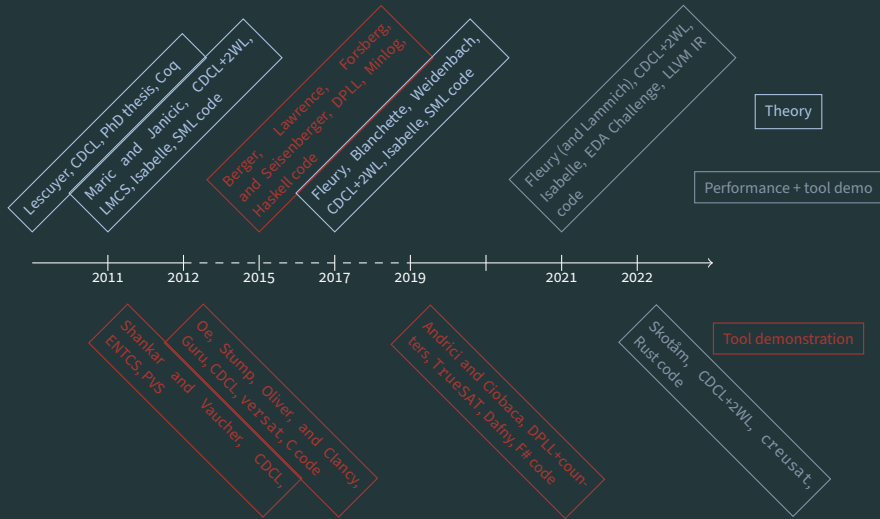 Lescuyer, CDCL, PhD thesis, Coq
Maric and Janicic, CDCL+2WL,
LMCS, Isabelle, SML code
Berger, Lawrence, Forsberg,
and Seisenberger, DPLL, Minlog,
Haskell code
Fleury, Blanchette, Weidenbach,
CDCL+2WL, Isabelle, SML code
Fleury (and Lammich), CDCL+2WL,
Isabelle, EDA Challenge, LLVM IR
code
Theory
Performance + tool demo
2011
2012
2015
2017
2019
2021
2022
Shankar and Vaucher, CDCL,
ENTCS, PVS
Oe, Stump, Oliver, and Clancy,
Guru, CDCL, versat, C code
Andrici and Ciobaca, DPLL+coun-
ters, TrueSAT, Dafny, F# code
Skotåm, CDCL+2WL, creusat,
Rust code
Tool demonstration